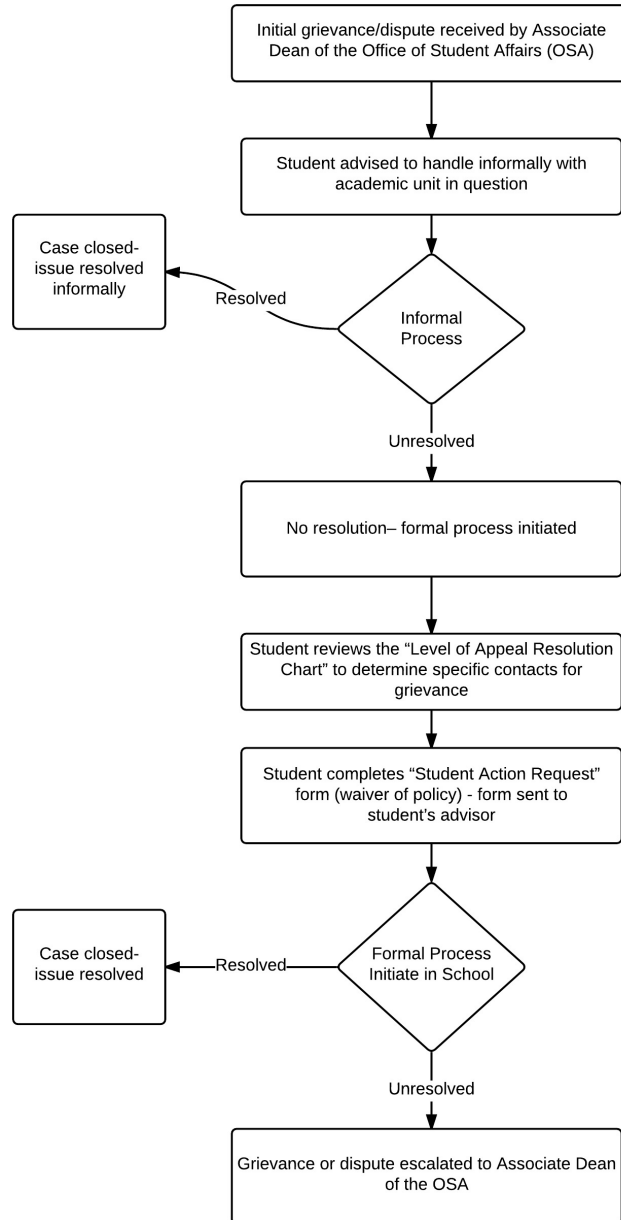 Initial grievance/dispute received by Associate
Dean of the Office of Student Affairs (OSA)
Student advised to handle informally with
academic unit in question
Case closed-
issue resolved
informally
Resolved
Informal
Process
Unresolved
No resolution– formal process initiated
Student reviews the “Level of Appeal Resolution
Chart” to determine specific contacts for
grievance
Student completes “Student Action Request”
form (waiver of policy) - form sent to
student's advisor
Case closed-
issue resolved
Resolved
Formal Process
Initiate in School
Unresolved
Grievance or dispute escalated to Associate Dean
of the OSA